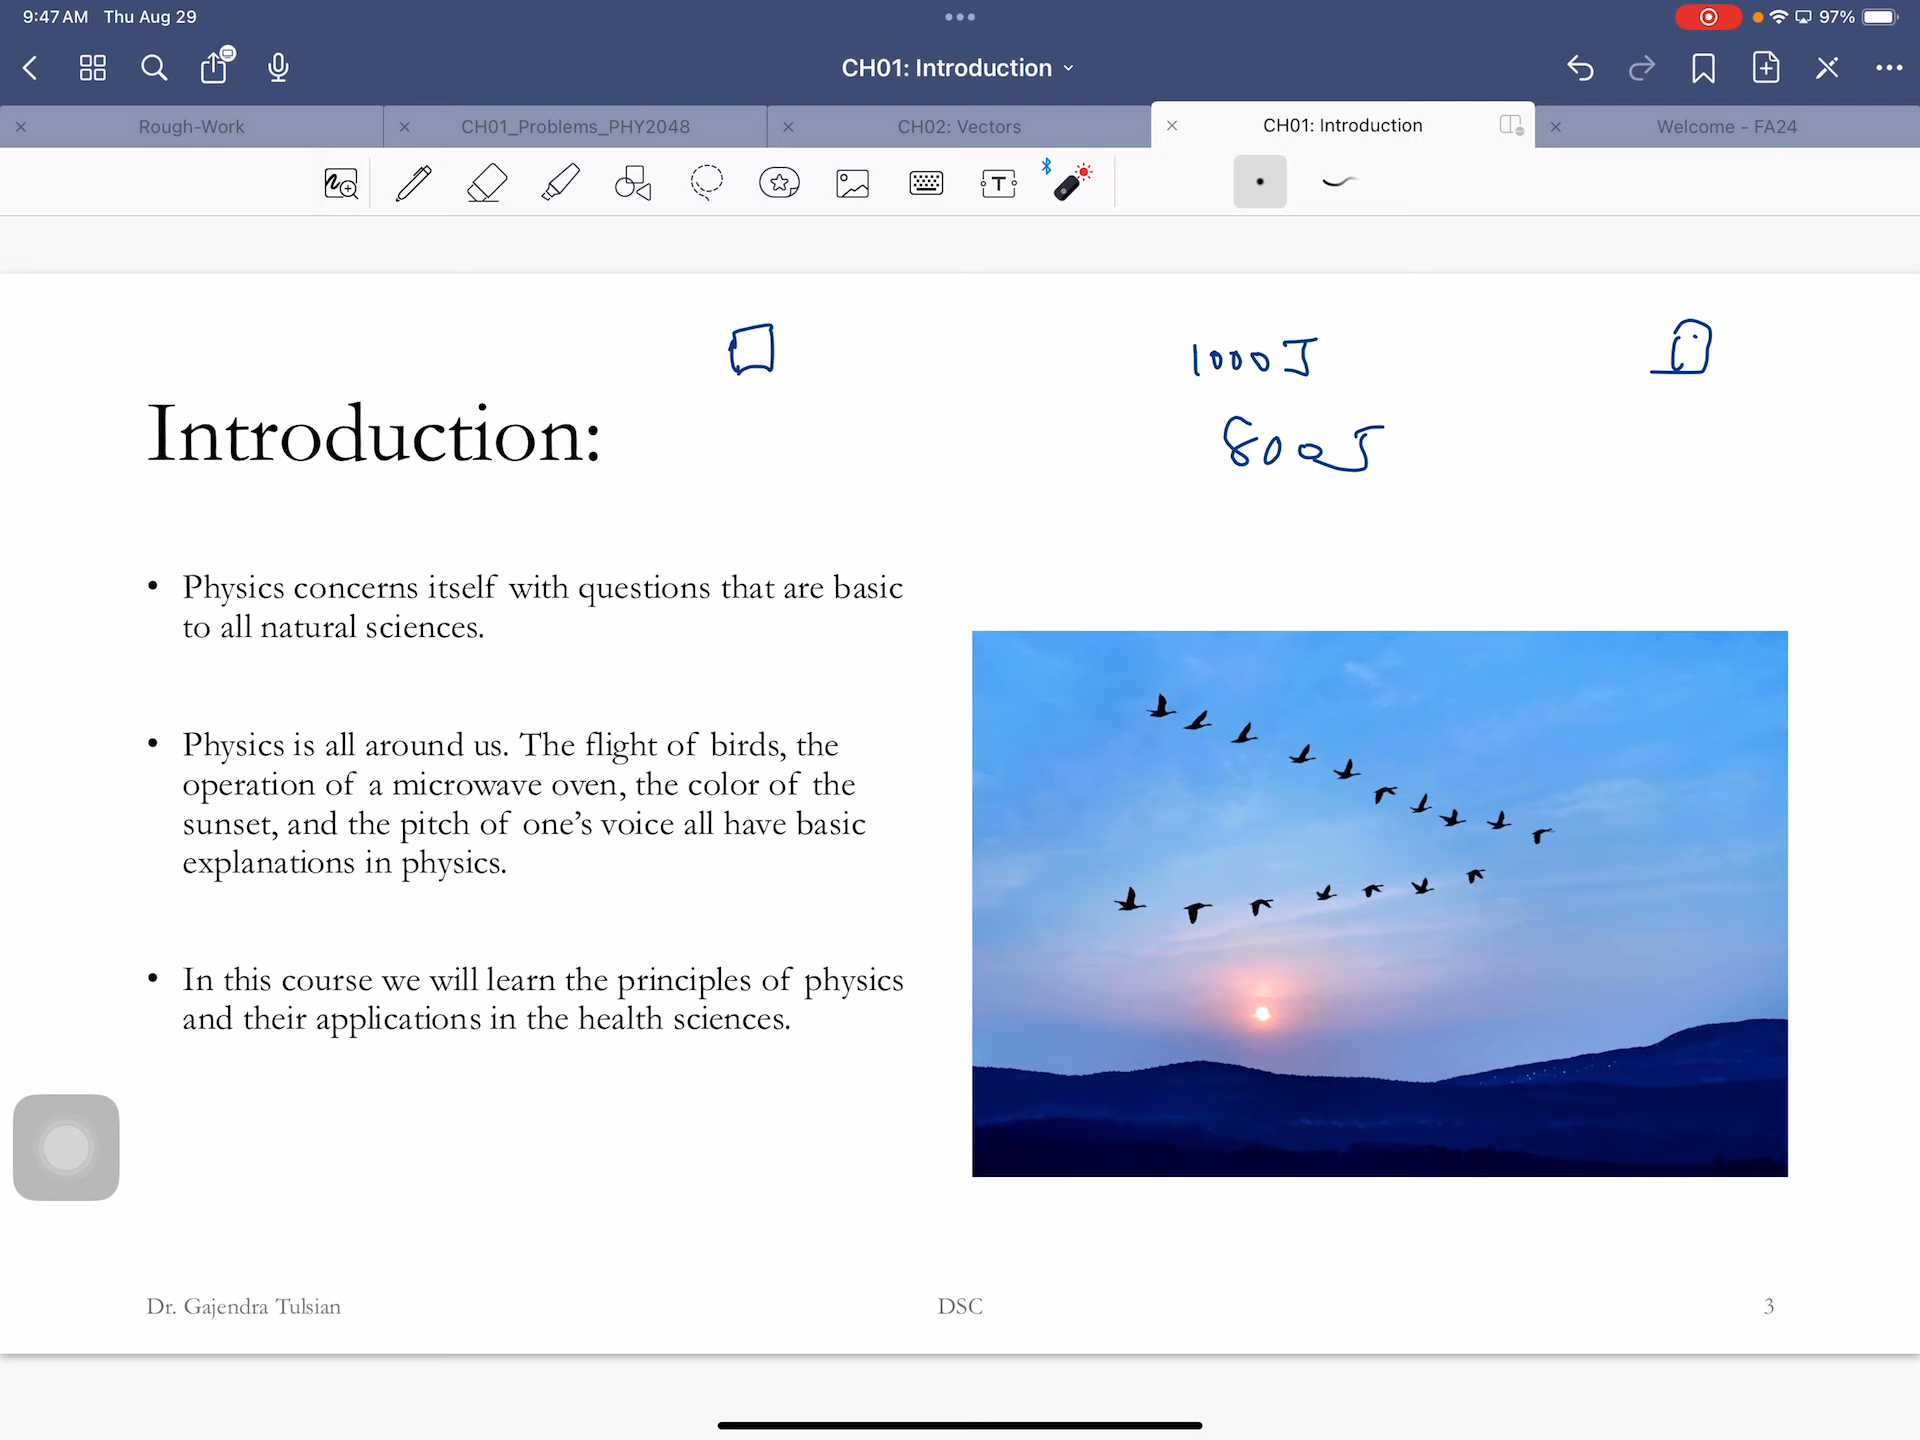 9:47 AM Thu Aug 29
97%
CH01: Introduction
Rough-Work
CH01_Problems_PHY2048
CH02: Vectors
CH01: Introduction
Welcome - FA24
T
1000 J
800 J
Introduction:
• Physics concerns itself with questions that are basic
to all natural sciences.
• Physics is all around us. The flight of birds, the
operation of a microwave oven, the color of the
sunset, and the pitch of one’s voice all have basic
explanations in physics.
• In this course we will learn the principles of physics
and their applications in the health sciences.
Dr. Gajendra Tulsian
DSC
3